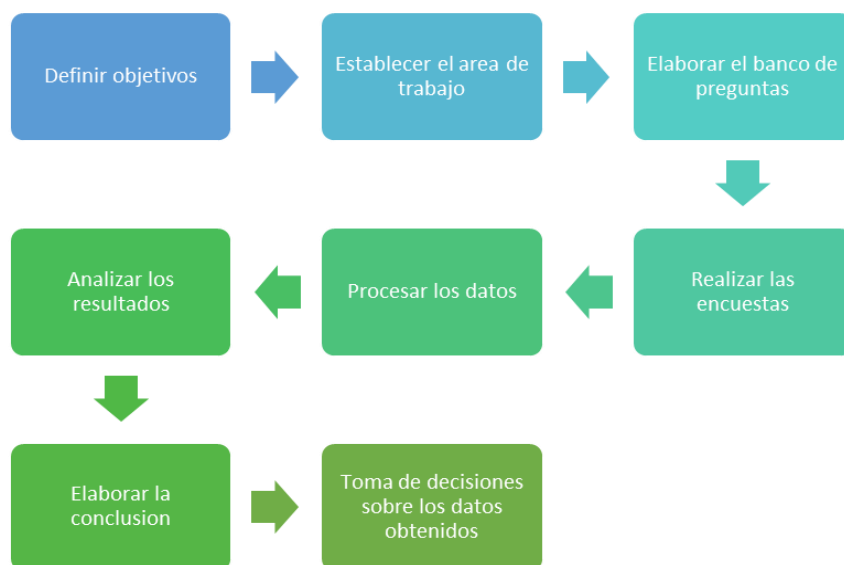 Definir objetivos
Establecer el area de
trabajo
Elaborar el banco de
preguntas
Realizar las
encuestas
Procesar los datos
Analizar los
resultados
Elaborar la
conclusion
Toma de decisiones
sobre los datos
obtenidos